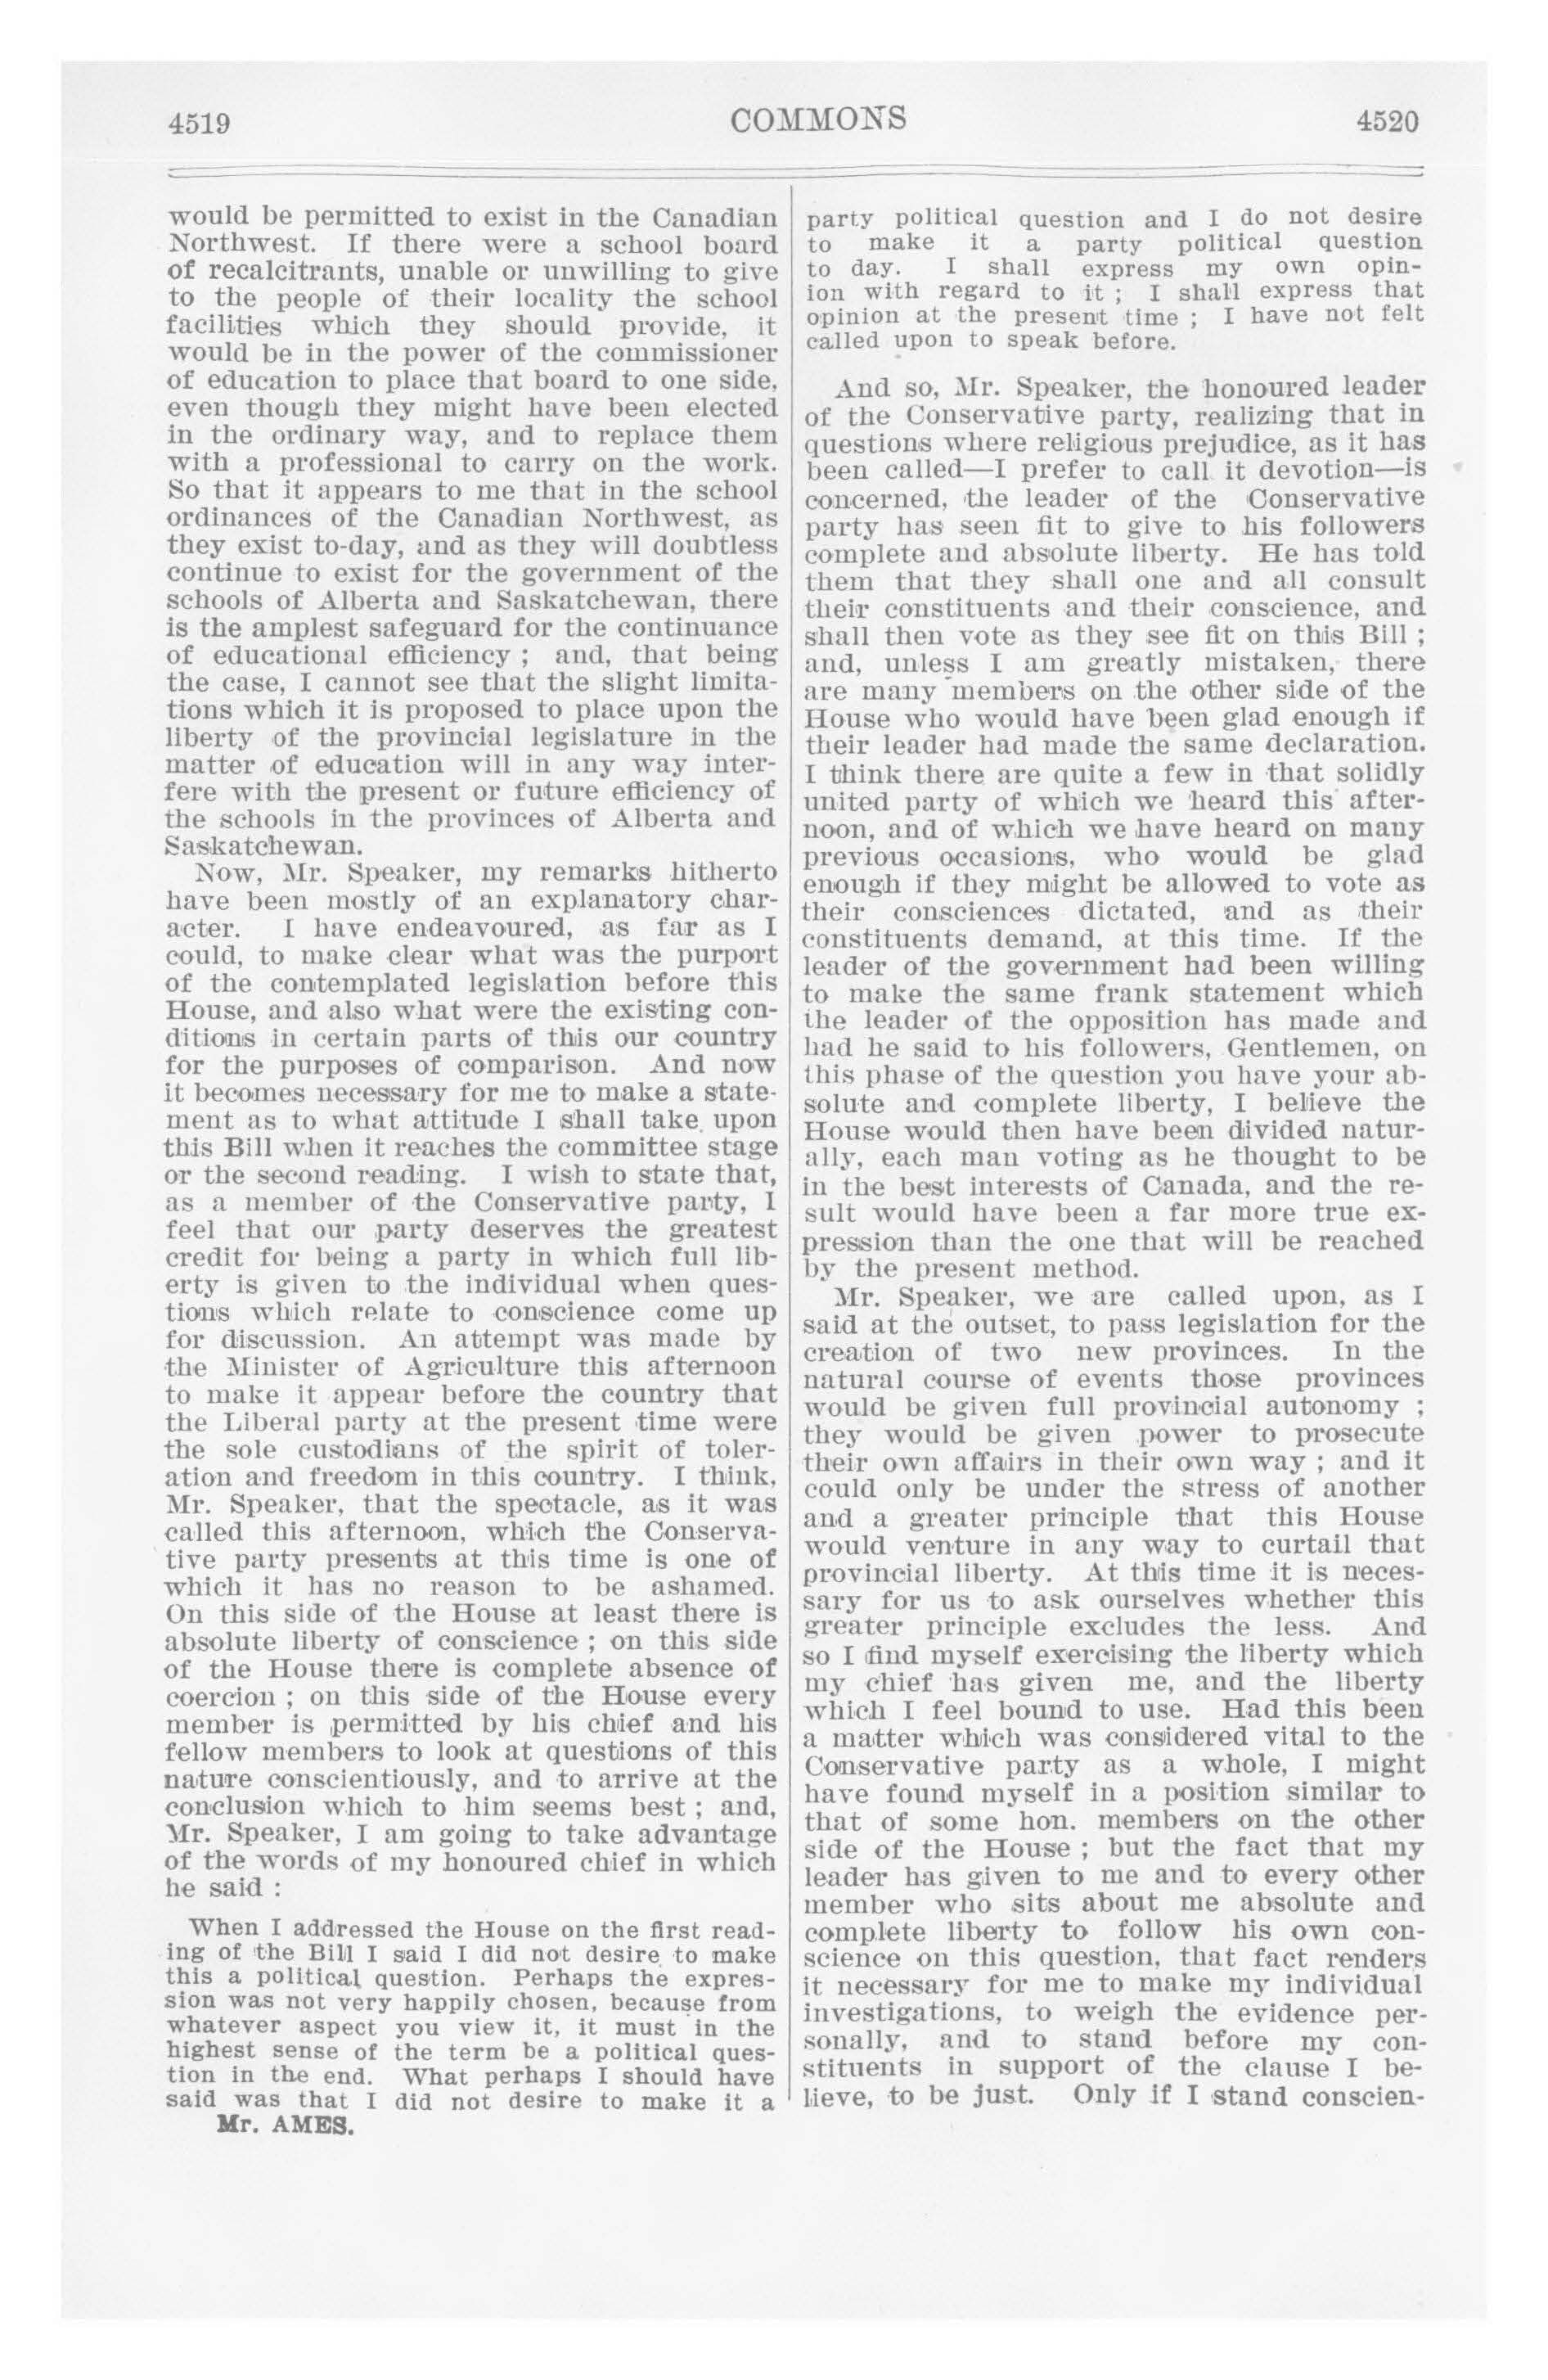 4519
COMMONS
4520
would be permitted to exist in the Canadian
Northwest. If there were a school board
of recalcitrants, unable or unwilling to give
to the people of their locality the school
facilities which they should provide, it
would be in the power of the commissioner
of education to place that board to one side,
even though they might have been elected
in the ordinary way, and to replace them
with a professional to carry on the work.
So that it appears to me that in the school
ordinances of the Canadian Northwest, as
they exist to-day, and as they will doubtless
continue to exist for the government of the
schools of Alberta and Saskatchewan, there
is the amplest safeguard for the continuance
of educational efficiency ; and, that being
the case, I cannot see that the slight limita-
tions which it is proposed to place upon the
liberty of the provincial legislature in the
matter of education will in any way inter-
fere with the present or future efficiency of
the schools in the provinces of Alberta and
Saskatchewan.
Now, Mr. Speaker, my remarks hitherto
have been mostly of an explanatory char-
acter. I have endeavoured, as far as I
could, to make clear what was the purport
of the contemplated legislation before this
House, and also what were the existing con-
ditions in certain parts of this our country
for the purposes of comparison. And now
it becomes necessary for me to make a state-
ment as to what attitude I shall take upon
this Bill when it reaches the committee stage
or the second reading. I wish to state that,
as a member of the Conservative party, I
feel that our party deserves the greatest
credit for being a party in which full lib-
erty is given to the individual when ques-
tions which relate to conscience come up
for discussion. An attempt was made by
the Minister of Agriculture this afternoon
to make it appear before the country that
the Liberal party at the present time were
the sole custodians of the spirit of toler-
ation and freedom in this country. I think,
Mr. Speaker, that the spectacle, as it was
called this afternoon, which the Conserva-
tive party presents at this time is one of
which it has no reason to be ashamed.
On this side of the House at least there is
absolute liberty of conscience ; on this side
of the House there is complete absence of
coercion ; on this side of the House every
member is permitted by his chief and his
fellow members to look at questions of this
nature conscientiously, and to arrive at the
conclusion which to him seems best ; and,
Mr. Speaker, I am going to take advantage
of the words of my honoured chief in which
he said :
When I addressed the House on the first read-
ing of the Bill I said I did not desire to make
this a political question. Perhaps the expres-
sion was not very happily chosen, because from
whatever aspect you view it, it must in the
highest sense of the term be a political ques-
tion in the end. What perhaps I should have
said was that I did not desire to make it a
Mr. AMES.
party political question and I do not desire
to make it a party political question
to day. I shall express my own opin-
ion with regard to it ; I shall express that
opinion at the present time ; I have not felt
called upon to speak before.
And so, Mr. Speaker, the honoured leader
of the Conservative party, realizing that in
questions where religious prejudice, as it has
been called—I prefer to call it devotion—is
concerned, the leader of the Conservative
party has seen fit to give to his followers
complete and absolute liberty. He has told
them that they shall one and all consult
their constituents and their conscience, and
shall then vote as they see fit on this Bill ;
and, unless I am greatly mistaken, there
are many members on the other side of the
House who would have been glad enough if
their leader had made the same declaration.
I think there are quite a few in that solidly
united party of which we heard this after-
noon, and of which we have heard on many
previous occasions, who would be glad
enough if they might be allowed to vote as
their consciences dictated, and as their
constituents demand, at this time. If the
leader of the government had been willing
to make the same frank statement which
the leader of the opposition has made and
had he said to his followers, Gentlemen, on
this phase of the question you have your ab-
solute and complete liberty, I believe the
House would then have been divided natur-
ally, each man voting as he thought to be
in the best interests of Canada, and the re-
sult would have been a far more true ex-
pression than the one that will be reached
by the present method.
Mr. Speaker, we are called upon, as I
said at the outset, to pass legislation for the
creation of two new provinces. In the
natural course of events those provinces
would be given full provincial autonomy ;
they would be given power to prosecute
their own affairs in their own way ; and it
could only be under the stress of another
and a greater principle that this House
would venture in any way to curtail that
provincial liberty. At this time it is neces-
sary for us to ask ourselves whether this
greater principle excludes the less. And
so I find myself exercising the liberty which
my chief has given me, and the liberty
which I feel bound to use. Had this been
a matter which was considered vital to the
Conservative party as a whole, I might
have found myself in a position similar to
that of some hon. members on the other
side of the House ; but the fact that my
leader has given to me and to every other
member who sits about me absolute and
complete liberty to follow his own con-
science on this question, that fact renders
it necessary for me to make my individual
investigations, to weigh the evidence per-
sonally, and to stand before my con-
stituents in support of the clause I be-
lieve, to be just. Only if I stand conscien-